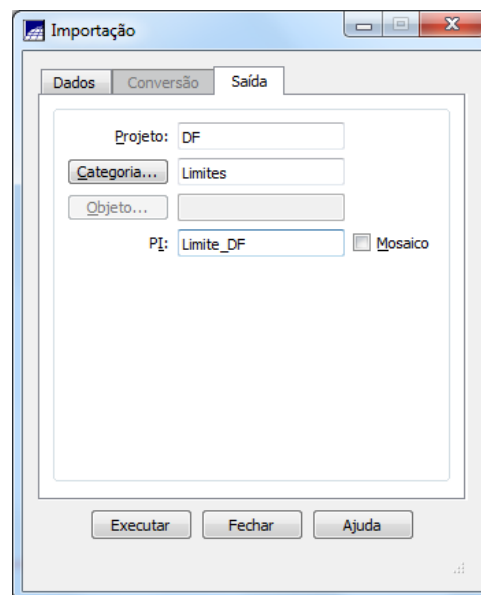 Importação
Dados Conversão Saída
Projeto: DF
Categoria... Limites
Objeto...
PI: Limite_DF Mosaico
Executar Fechar Ajuda